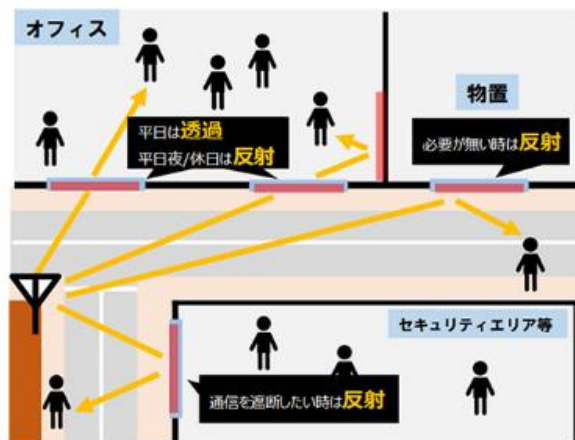 オフィス
物置
平日は透過
平日夜/休日は反射
必要が無い時は反射
セキュリティエリア等
通信を遮断したい時は反射